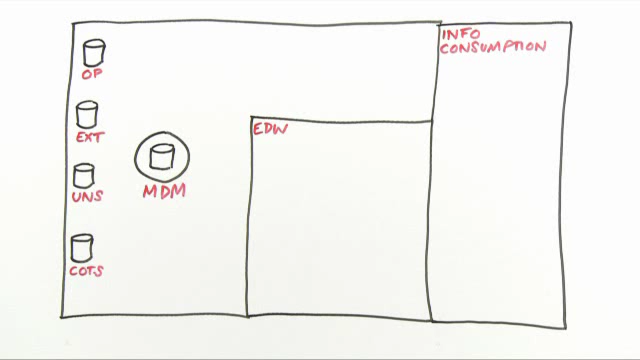 OP
EXT
UNS
COTS
MDM
EDW
INFO
CONSUMPTION